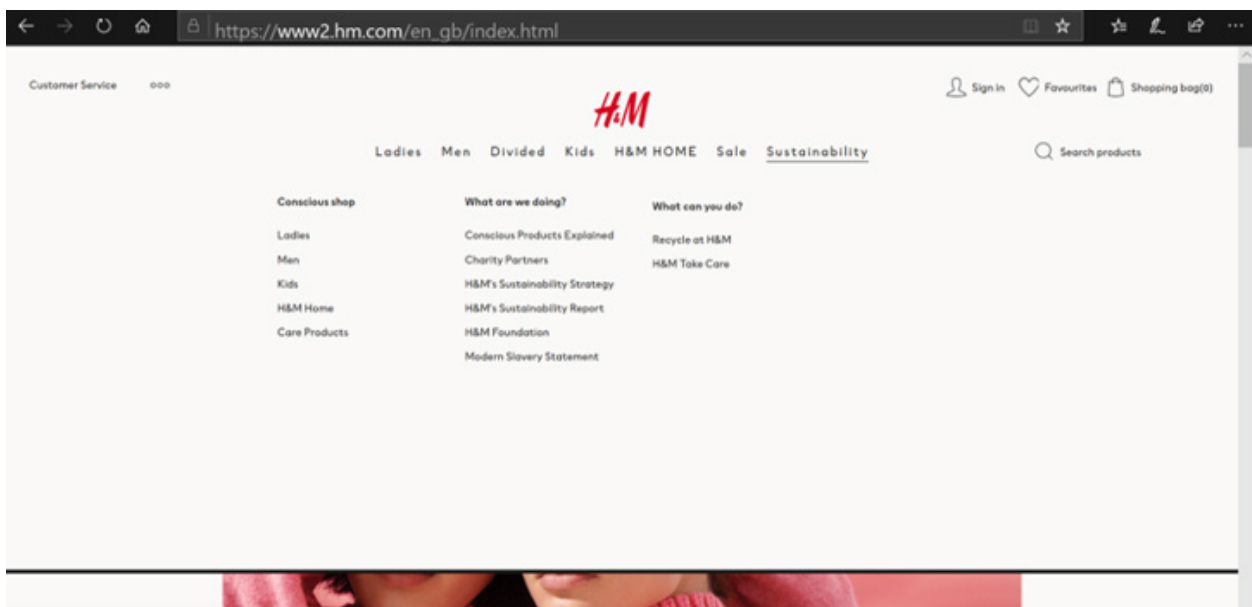 https://www2.hm.com/en_gb/index.html
Customer Service
H&M
Sign in Favourites Shopping bag(0)
Ladies Men Divided Kids H&M HOME Sale Sustainability
Search products
Conscious shop
Ladies
Men
Kids
H&M Home
Care Products
What are we doing?
Conscious Products Explained
Charity Partners
H&M's Sustainability Strategy
H&M's Sustainability Report
H&M Foundation
Modern Slavery Statement
What can you do?
Recycle at H&M
H&M Take Care